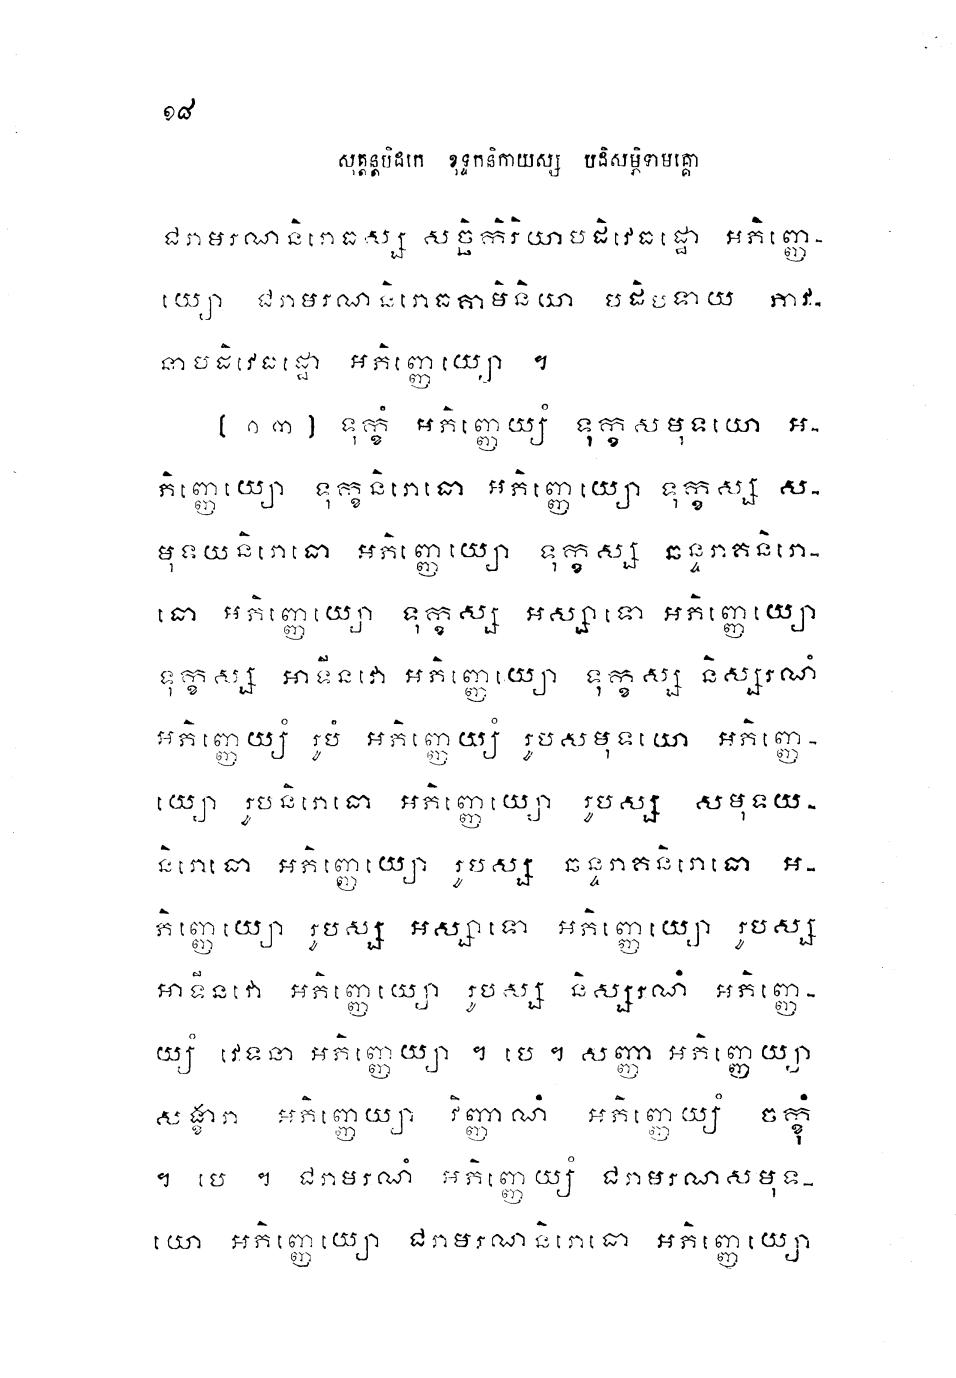 ១៨
សុត្តន្តបិដកេ ខុទ្ទកនិកាយស្ស បដិសម្ភិទាមគ្គោ
ជរាមរណនិរោធស្ស សច្ឆិកិរិយាបដិវេធដ្ឋោ អភិញ្ញេ-
យ្យោ ជរាមរណនិរោធគាមិនិយា បដិបទាយ ភាវ-
នាបដិវេធដ្ឋោ អភិញ្ញេយ្យោ ។
[១៣] ទុក្ខំ អភិញ្ញេយ្យំ ទុក្ខសមុទយោ អ-
ភិញ្ញេយ្យោ ទុក្ខនិរោធោ អភិញ្ញេយ្យោ ទុក្ខស្ស ស-
មុទយនិរោធោ អភិញ្ញេយ្យោ ទុក្ខស្ស ឆន្ទរាគនិរោ-
ធោ អភិញ្ញេយ្យោ ទុក្ខស្ស អស្សាទោ អភិញ្ញេយ្យោ
ទុក្ខស្ស អាទីនវោ អភិញ្ញេយ្យោ ទុក្ខស្ស និស្សរណំ
អភិញ្ញេយ្យំ រូបំ អភិញ្ញេយ្យំ រូបសមុទយោ អភិញ្ញេ-
យ្យោ រូបនិរោធោ អភិញ្ញេយ្យោ រូបស្ស សមុទយ-
និរោធោ អភិញ្ញេយ្យោ រូបស្ស ឆន្ទរាគនិរោធោ អ-
ភិញ្ញេយ្យោ រូបស្ស អស្សាទោ អភិញ្ញេយ្យោ រូបស្ស
អាទីនវោ អភិញ្ញេយ្យោ រូបស្ស និស្សរណំ អភិញ្ញេ-
យ្យំ វេទនា អភិញ្ញេយ្យា ។ បេ ។ សញ្ញា អភិញ្ញេយ្យា
សង្ខារា អភិញ្ញេយ្យា វិញ្ញាណំ អភិញ្ញេយ្យំ ចក្ខុំ
។ បេ ។ ជរាមរណំ អភិញ្ញេយ្យំ ជរាមរណសមុទ-
យោ អភិញ្ញេយ្យោ ជរាមរណនិរោធោ អភិញ្ញេយ្យោ